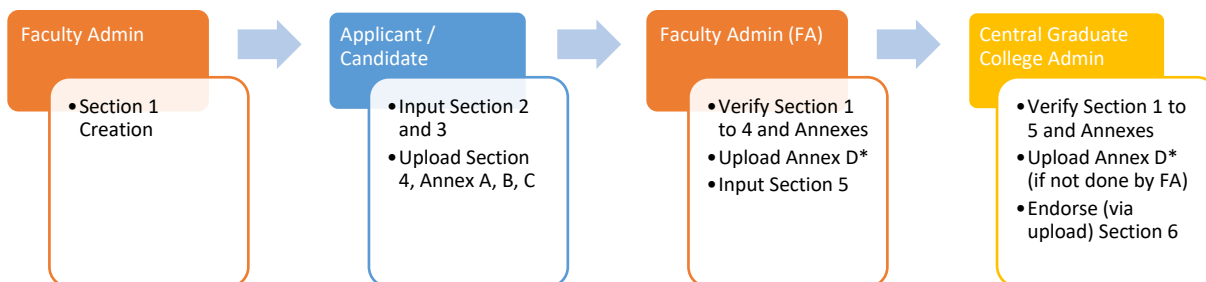 Faculty Admin
•Section 1
Creation
Applicant /
Candidate
•Input Section 2
and 3
•Upload Section
4, Annex A, B, C
Faculty Admin (FA)
•Verify Section 1
to 4 and Annexes
•Upload Annex D*
•Input Section 5
Central Graduate
College Admin
•Verify Section 1 to
5 and Annexes
•Upload Annex D*
(if not done by FA)
•Endorse (via
upload) Section 6